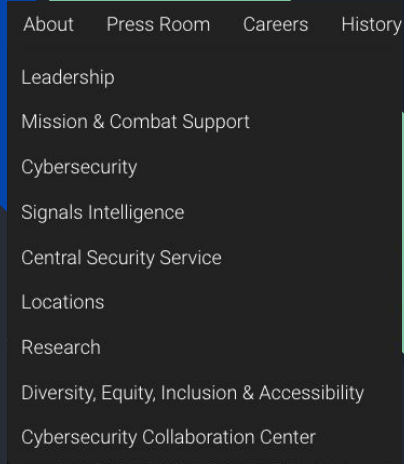 About Press Room Careers History
Leadership
Mission & Combat Support
Cybersecurity
Signals Intelligence
Central Security Service
Locations
Research
Diversity, Equity, Inclusion & Accessibility
Cybersecurity Collaboration Center